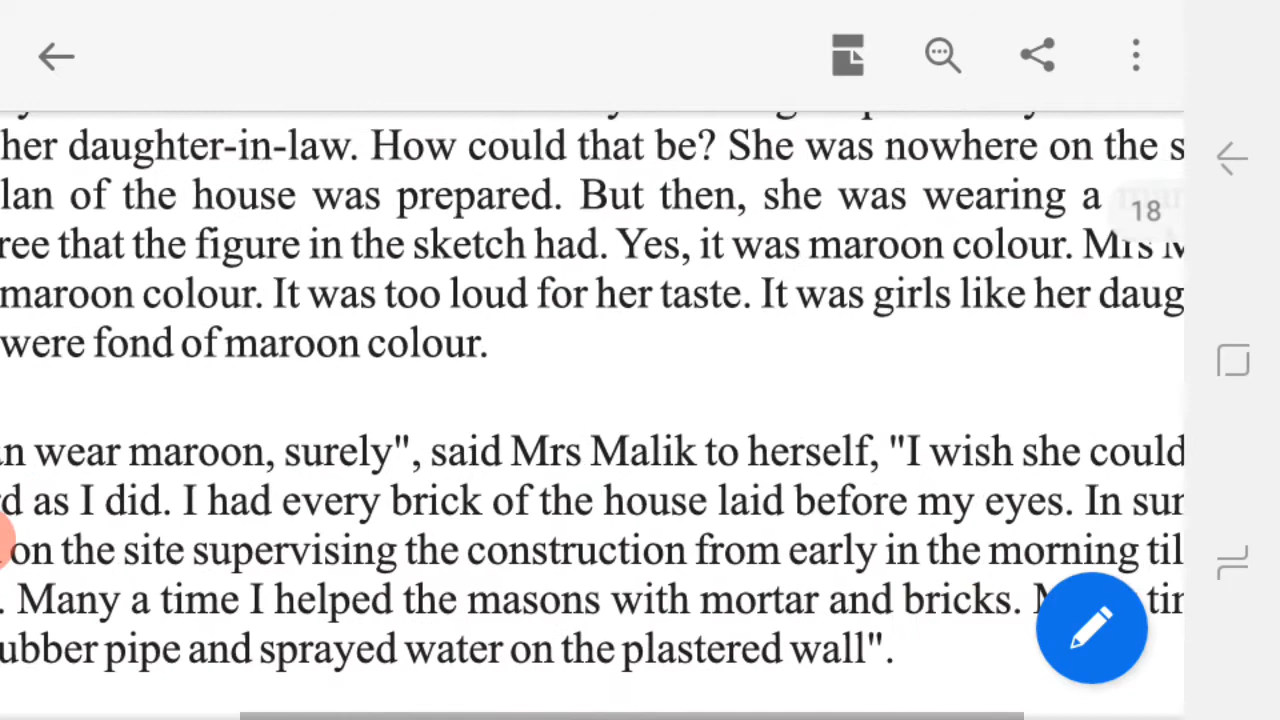 her daughter-in-law. How could that be? She was nowhere on the s
lan of the house was prepared. But then, she was wearing a
18
ree that the figure in the sketch had. Yes, it was maroon colour. Mrs M
maroon colour. It was too loud for her taste. It was girls like her daug
were fond of maroon colour.
n wear maroon, surely", said Mrs Malik to herself, "I wish she could
d as I did. I had every brick of the house laid before my eyes. In sur
on the site supervising the construction from early in the morning til
. Many a time I helped the masons with mortar and bricks. tin
ubber pipe and sprayed water on the plastered wall".